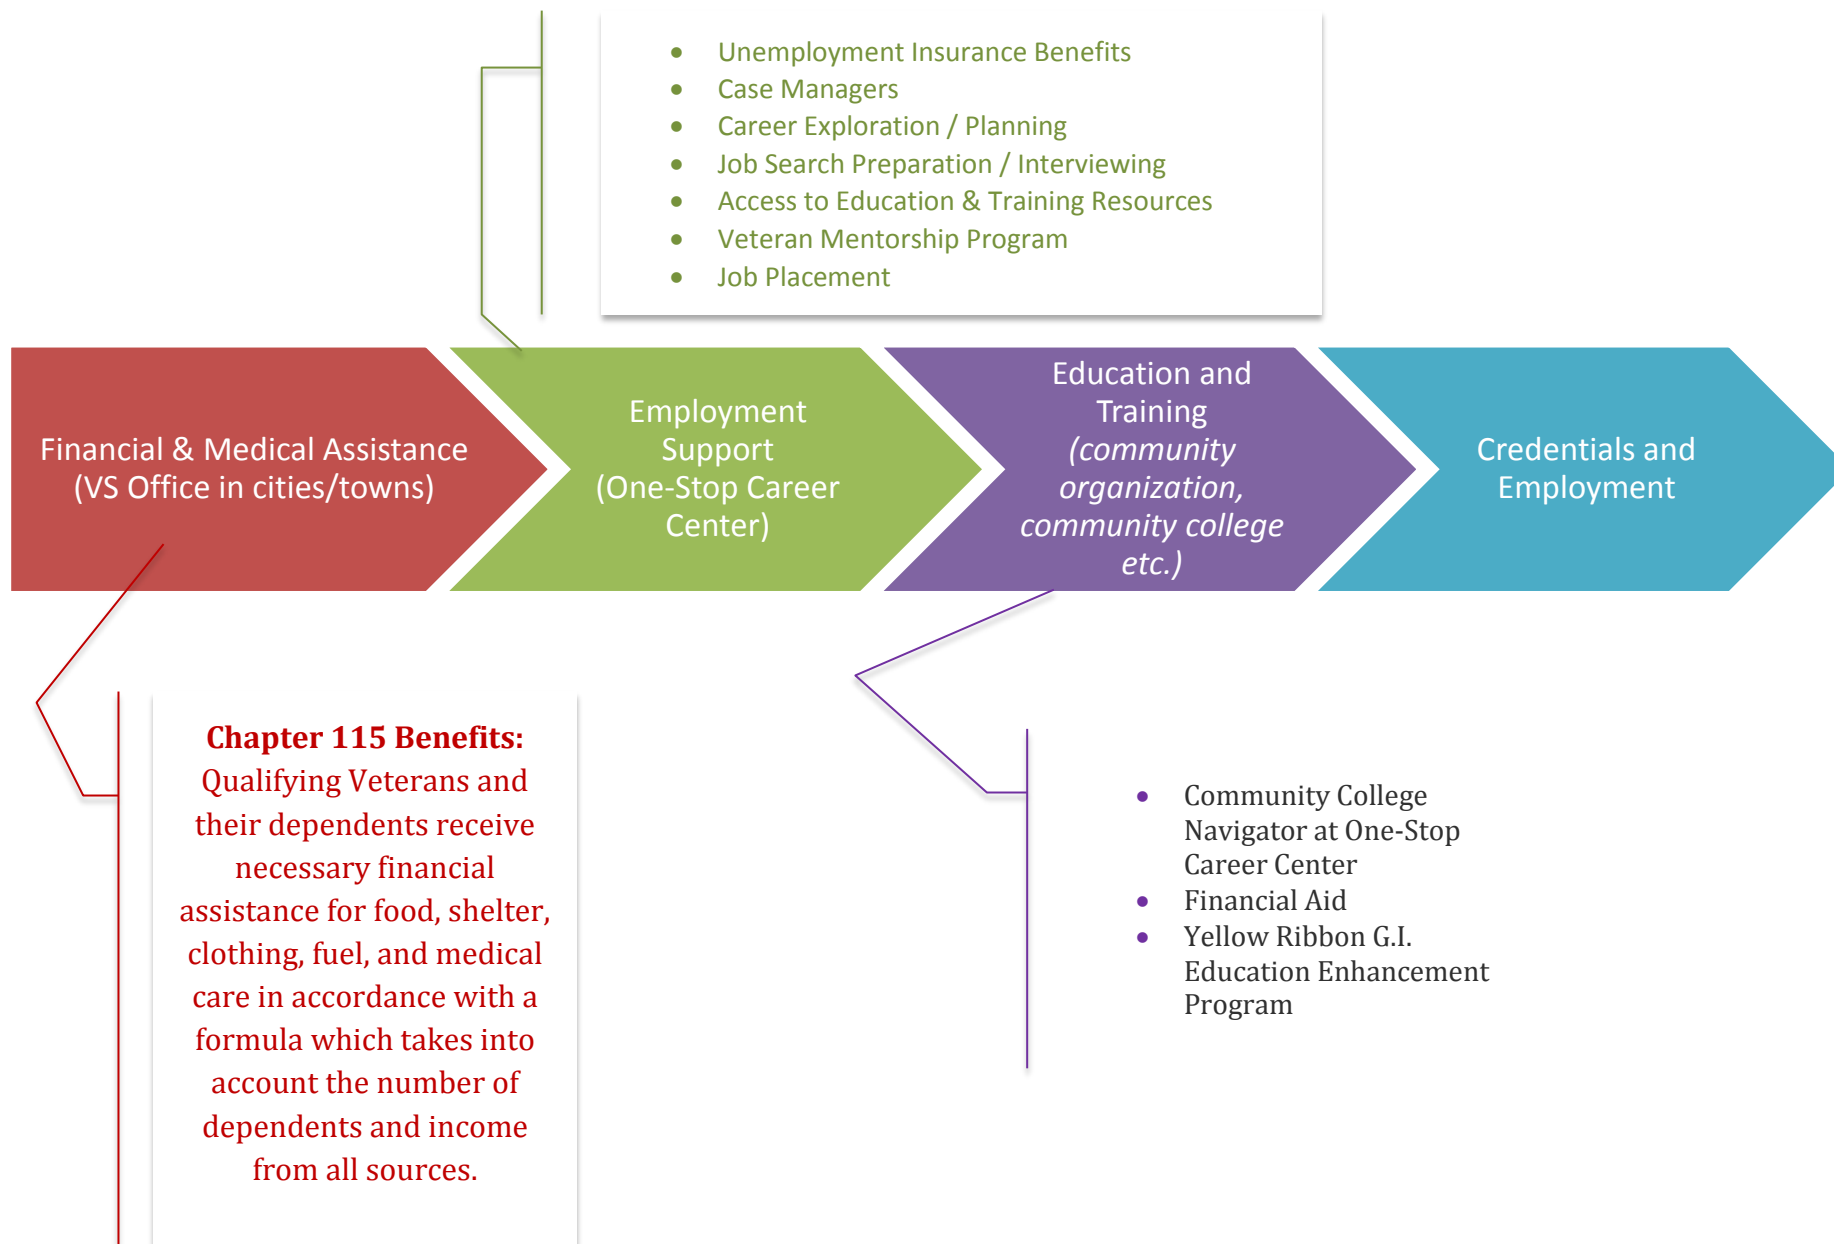 • Unemployment Insurance Benefits
• Case Managers
• Career Exploration / Planning
• Job Search Preparation / Interviewing
• Access to Education & Training Resources
• Veteran Mentorship Program
• Job Placement
Financial & Medical Assistance
(VS Office in cities/towns)
Employment
Support
(One-Stop Career
Center)
Education and
Training
(community
organization,
community college
etc.)
Credentials and
Employment
Chapter 115 Benefits:
Qualifying Veterans and
their dependents receive
necessary financial
assistance for food, shelter,
clothing, fuel, and medical
care in accordance with a
formula which takes into
account the number of
dependents and income
from all sources.
• Community College
Navigator at One-Stop
Career Center
• Financial Aid
• Yellow Ribbon G.I.
Education Enhancement
Program